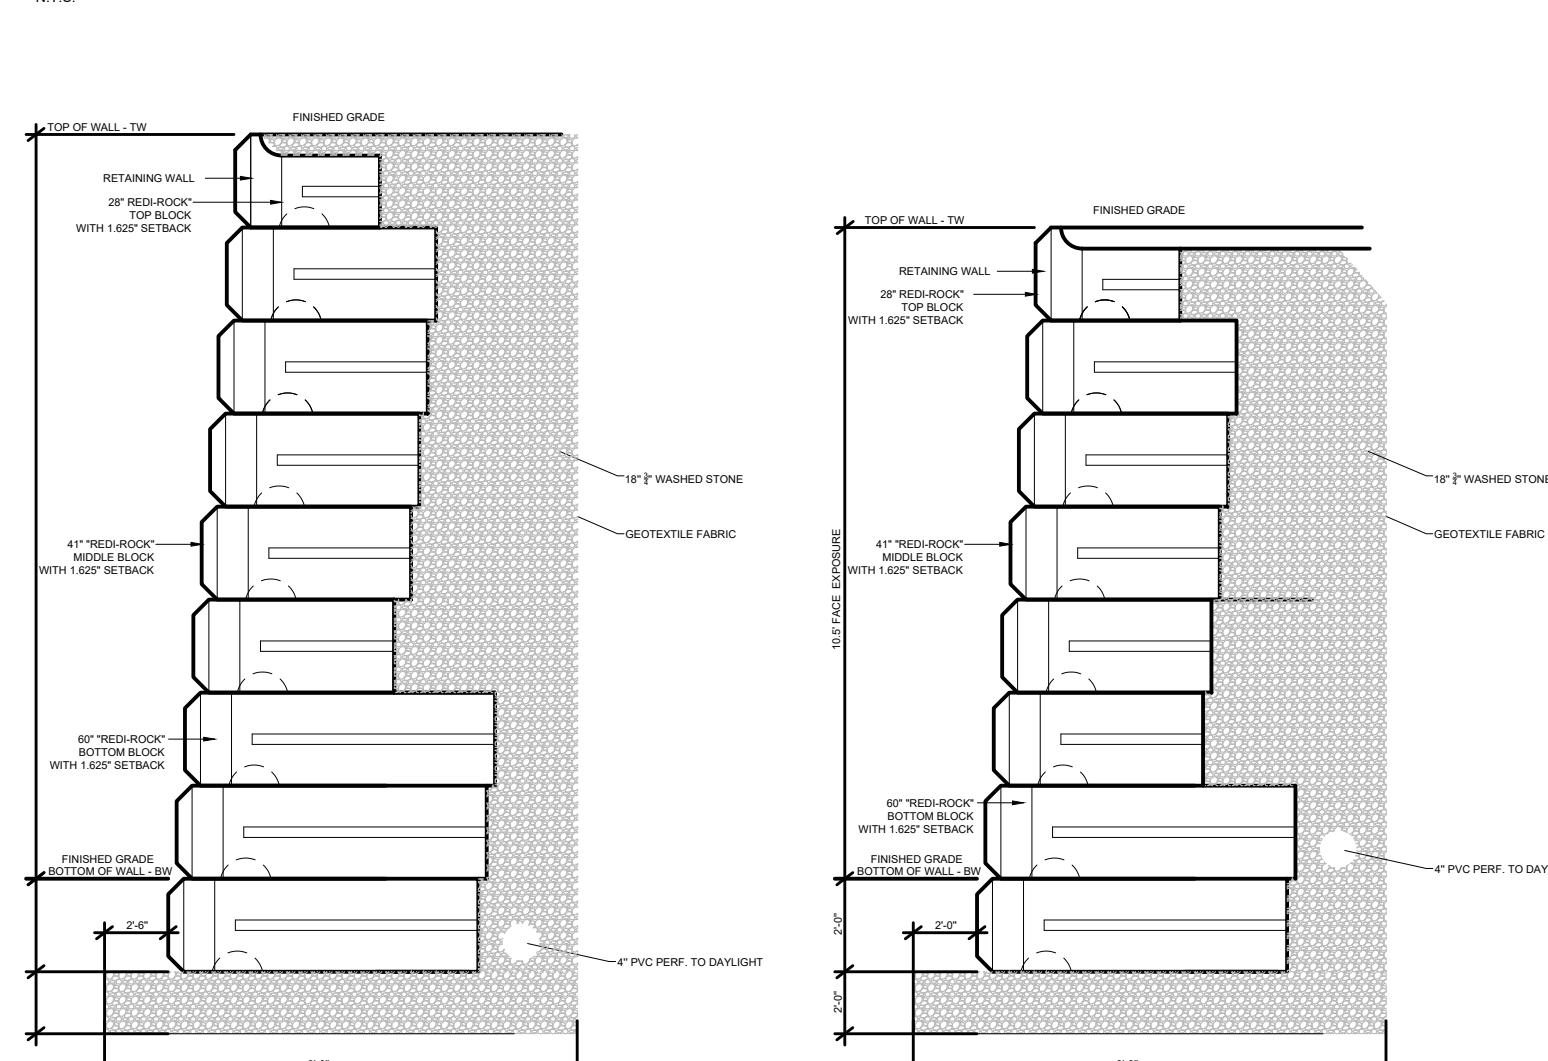 FINISHED GRADE
TOP OF WALL - TW
RETAINING WALL
28" REDI-ROCK"
TOP BLOCK
WITH 1.625" SETBACK
18" ¾" WASHED STONE
GEOTEXTILE FABRIC
41" "REDI-ROCK"
MIDDLE BLOCK
WITH 1.625" SETBACK
60" "REDI-ROCK"
BOTTOM BLOCK
WITH 1.625" SETBACK
FINISHED GRADE
BOTTOM OF WALL - BW
2'-6"
4" PVC PERF. TO DAYLIGHT
FINISHED GRADE
TOP OF WALL - TW
RETAINING WALL
28" REDI-ROCK"
TOP BLOCK
WITH 1.625" SETBACK
18" ¾" WASHED STONE
GEOTEXTILE FABRIC
10.5' FACE EXPOSURE
41" "REDI-ROCK"
MIDDLE BLOCK
WITH 1.625" SETBACK
60" "REDI-ROCK"
BOTTOM BLOCK
WITH 1.625" SETBACK
FINISHED GRADE
BOTTOM OF WALL - BW
4" PVC PERF. TO DAY
2'-0"
2'-0"
2'-0"